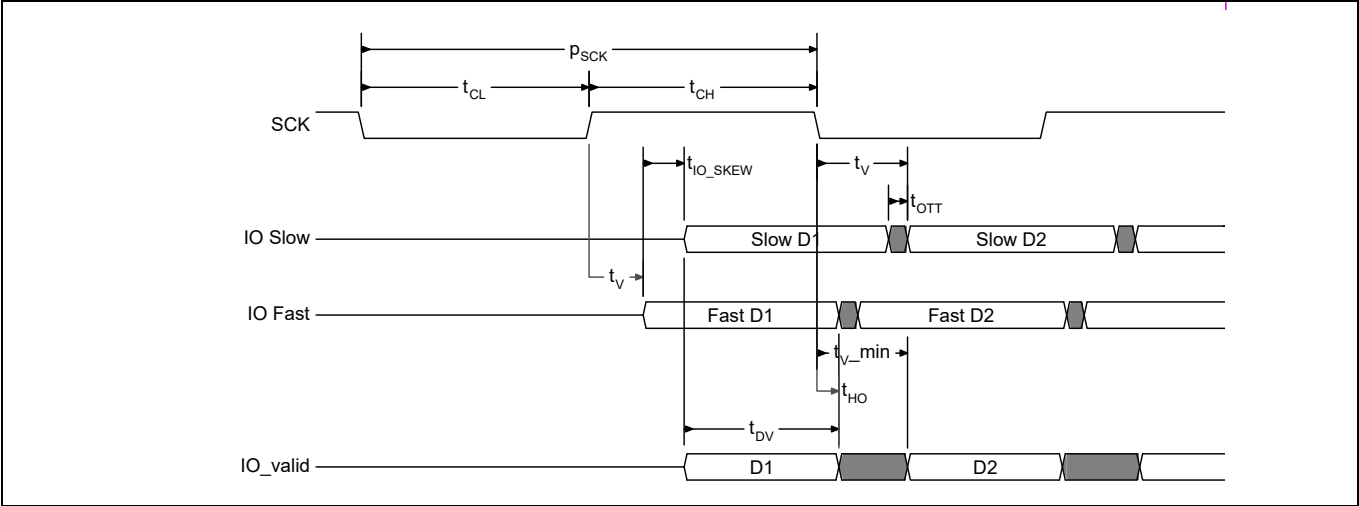 pSCK
tCL
tCH
SCK
tIO_SKEW
tV
tOTT
IO Slow
Slow D1
Slow D2
tV
IO Fast
Fast D1
Fast D2
tV_min
tHO
tDV
IO_valid
D1
D2